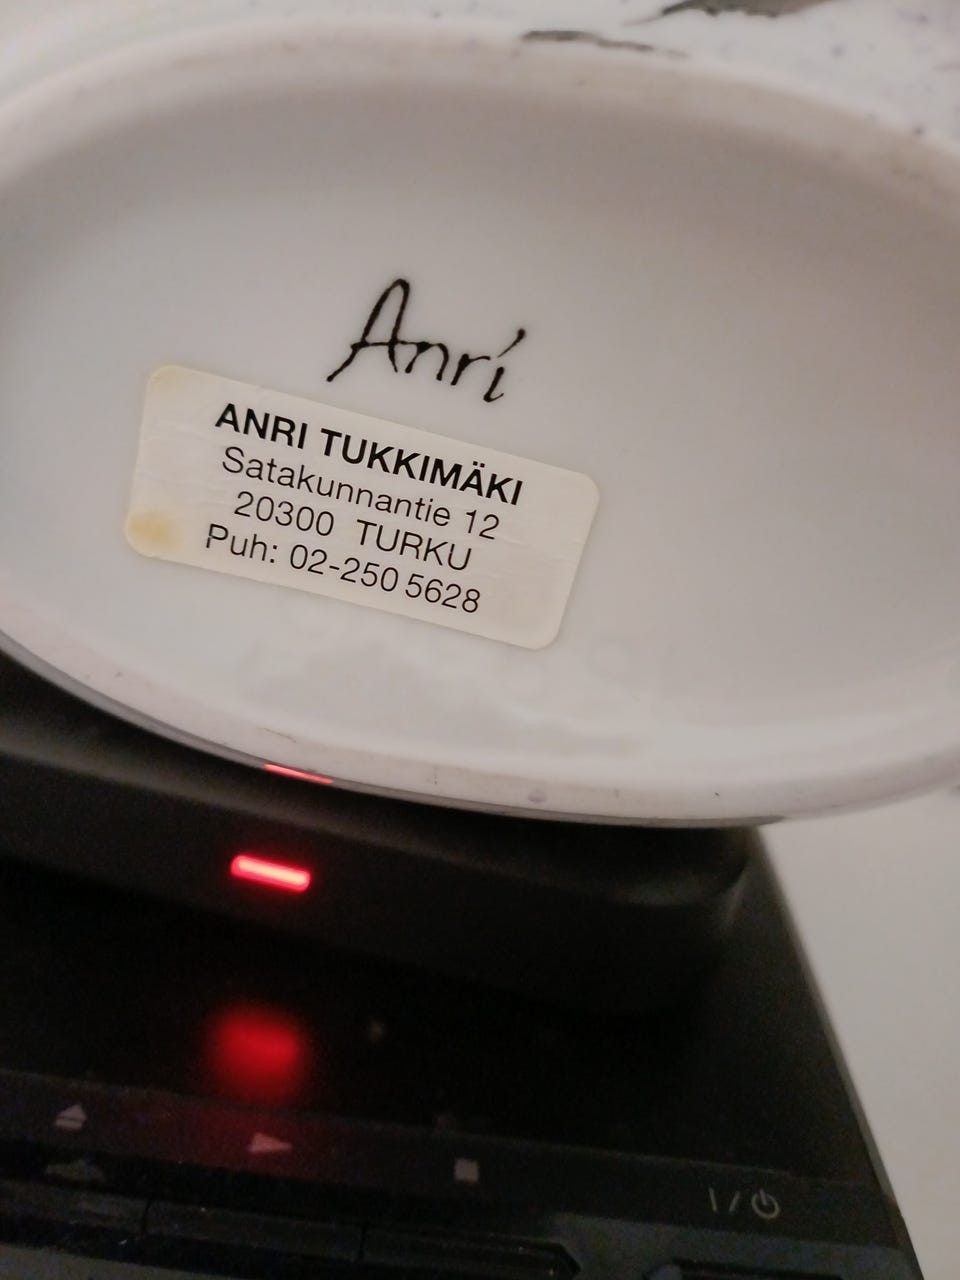 Anri
ANRI TUKKIMÄKI
Satakunnantie 12
20300 TURKU
Puh: 02-250 5628